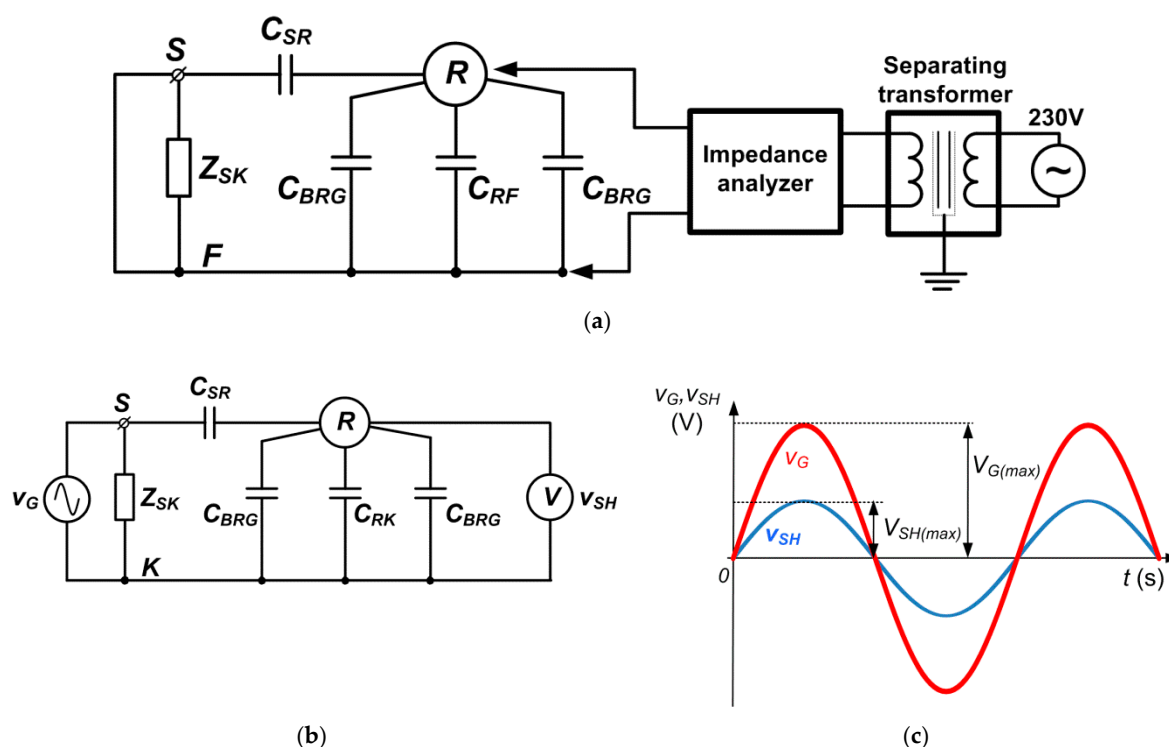 C_SR
S
R
Separating
transformer
230V
Z_SK
C_BRG
C_RF
C_BRG
Impedance
analyzer
~
F
(a)
C_SR
S
R
v_G
Z_SK
C_BRG
C_RK
C_BRG
V
v_SH
K
(b)
v_G,v_SH
(V)
v_G
V_G(max)
v_SH
V_SH(max)
0
t (s)
(c)